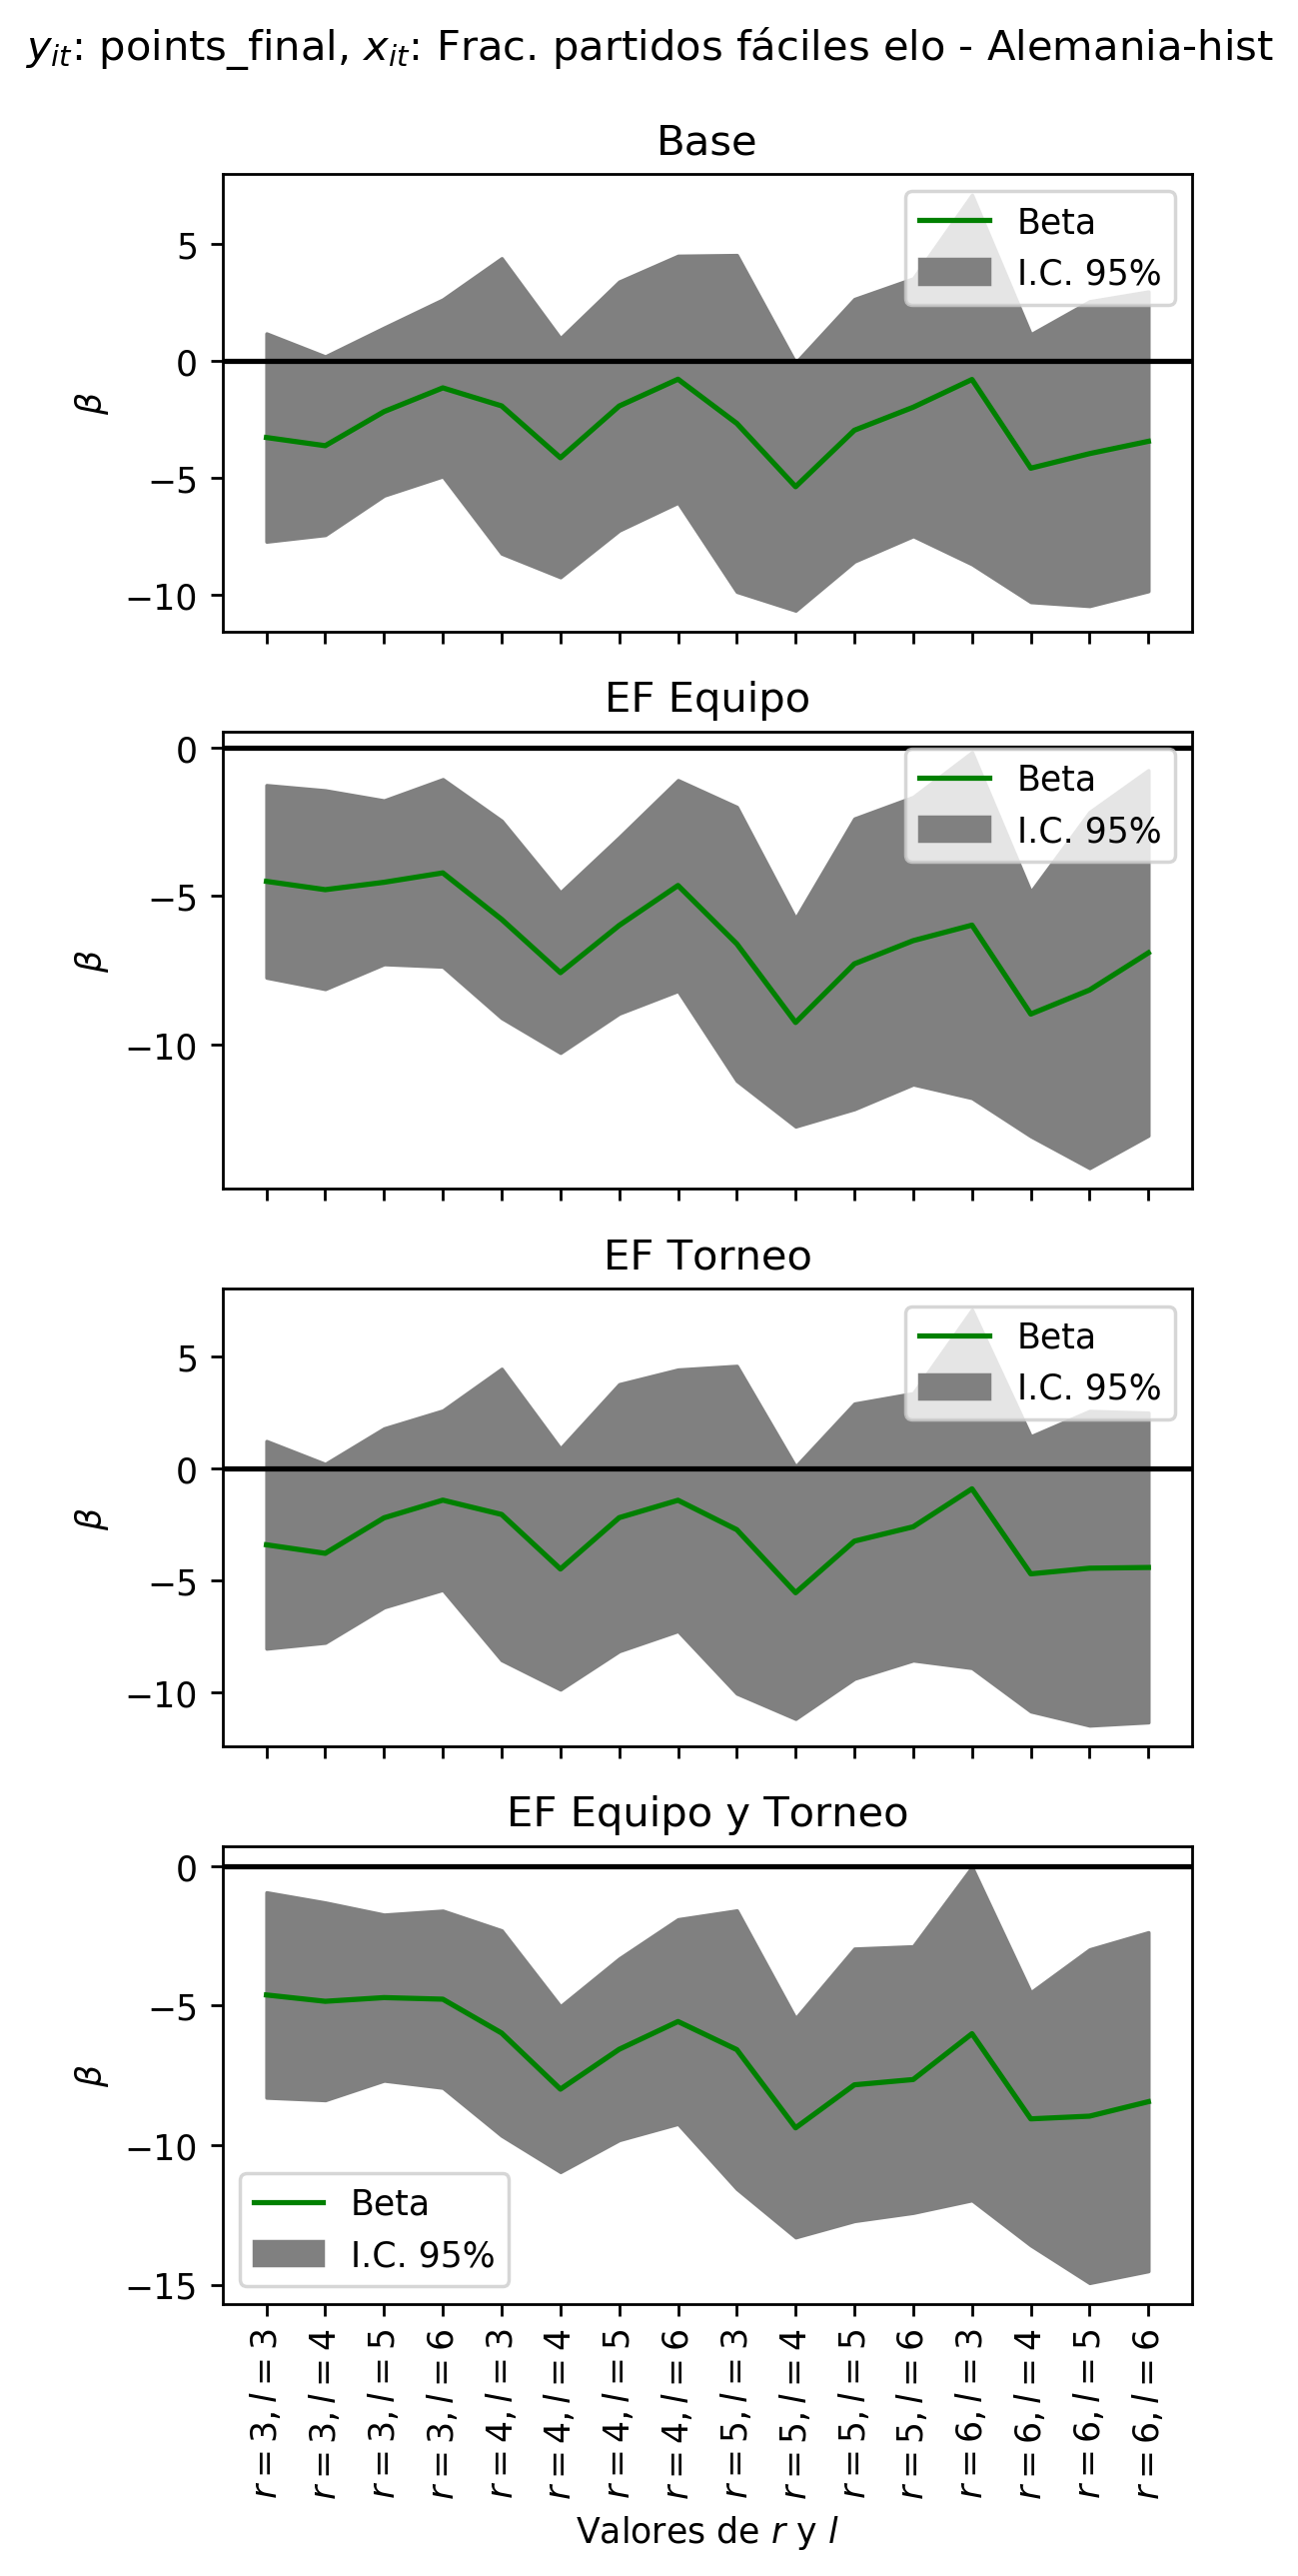 y_it: points_final, x_it: Frac. partidos fáciles elo - Alemania-hist
Base
5
0
−5
−10
β
Beta
I.C. 95%
EF Equipo
0
−5
−10
β
Beta
I.C. 95%
EF Torneo
5
0
−5
−10
β
Beta
I.C. 95%
EF Equipo y Torneo
0
−5
−10
−15
β
Beta
I.C. 95%
r = 3, l = 3
r = 3, l = 4
r = 3, l = 5
r = 3, l = 6
r = 4, l = 3
r = 4, l = 4
r = 4, l = 5
r = 4, l = 6
r = 5, l = 3
r = 5, l = 4
r = 5, l = 5
r = 5, l = 6
r = 6, l = 3
r = 6, l = 4
r = 6, l = 5
r = 6, l = 6
Valores de r y l